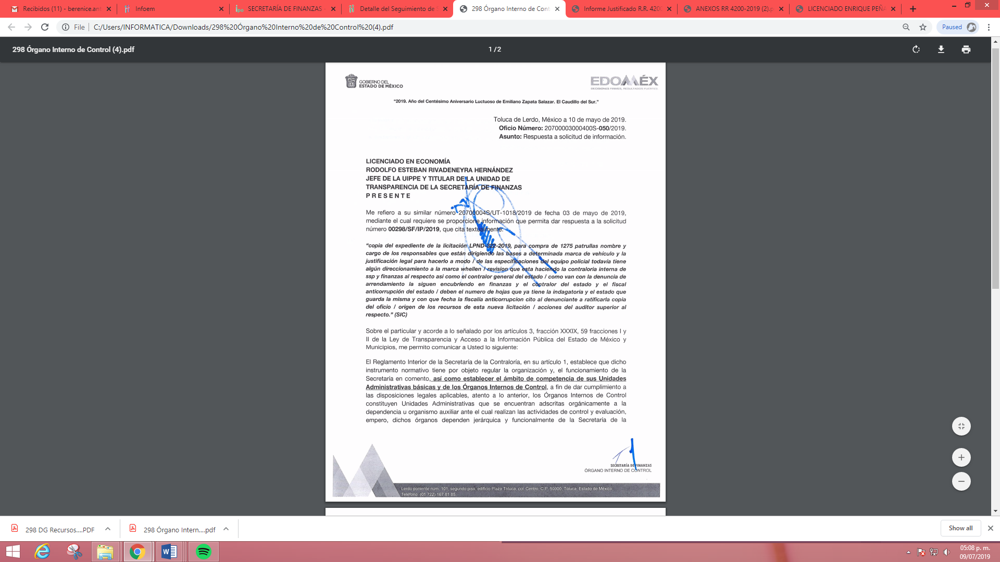 Recibidos (11) - berenice.ant
Infoem
SECRETARÍA DE FINANZAS -
Detalle del Seguimiento de S
298 Órgano Interno de Cont
Informe Justificado R.R. 4200
ANEXOS RR 4200-2019 (2).p
LICENCIADO ENRIQUE PEÑA
File
C:/Users/INFORMATICA/Downloads/298%20Órgano%20Interno%20de%20Control%20(4).pdf
Paused
298 Órgano Interno de Control (4).pdf
1 / 2
GOBIERNO DEL
ESTADO DE MÉXICO
EDOMÉX
DECISIONES FIRMES, RESULTADOS FUERTES.
“2019. Año del Centésimo Aniversario Luctuoso de Emiliano Zapata Salazar. El Caudillo del Sur.”
Toluca de Lerdo, México a 10 de mayo de 2019.
Oficio Número: 20700003000400S-050/2019.
Asunto: Respuesta a solicitud de información.
LICENCIADO EN ECONOMÍA
RODOLFO ESTEBAN RIVADENEYRA HERNÁNDEZ
JEFE DE LA UIPPE Y TITULAR DE LA UNIDAD DE
TRANSPARENCIA DE LA SECRETARÍA DE FINANZAS
P R E S E N T E
Me refiero a su similar número 20700004S/UT-1018/2019 de fecha 03 de mayo de 2019,
mediante el cual requiere se proporcione información que permita dar respuesta a la solicitud
número 00298/SF/IP/2019, que cita textualmente:
“copia del expediente de la licitación LPND-022-2019, para compra de 1275 patrullas nombre y
cargo de los responsables que están dirigiendo las bases a determinada marca de vehículo y la
justificación legal para hacerlo a modo / de las especificaciones del equipo policial todavía tiene
algún direccionamiento a la marca whellen / revision que esta haciendo la contraloria interna de
ssp y finanzas al respecto asi como el contralor general del estado / como van con la denuncia de
arrendamiento la siguen encubriendo en finanzas y el contralor del estado y el fiscal
anticorrupción del estado / deben el numero de hojas que ya tiene la indagatoria y el estado que
guarda la misma y con que fecha la fiscalía anticorrupcion cito al denunciante a ratificarla copia
del oficio / origen de los recursos de esta nueva licitación / acciones del auditor superior al
respecto.” (SIC)
Sobre el particular y acorde a lo señalado por los artículos 3, fracción XXXIX, 59 fracciones I y
II de la Ley de Transparencia y Acceso a la Información Pública del Estado de México y
Municipios, me permito comunicar a Usted lo siguiente:
El Reglamento Interior de la Secretaría de la Contraloría, en su artículo 1, establece que dicho
instrumento normativo tiene por objeto regular la organización y, el funcionamiento de la
Secretaría en comento, así como establecer el ámbito de competencia de sus Unidades
Administrativas básicas y de los Órganos Internos de Control, a fin de dar cumplimiento a
las disposiciones legales aplicables, atento a lo anterior, los Órganos Internos de Control
constituyen Unidades Administrativas que se encuentran adscritas orgánicamente a la
dependencia u organismo auxiliar ante el cual realizan las actividades de control y evaluación,
empero, dichos órganos dependen jerárquica y funcionalmente de la Secretaría de la
SECRETARÍA DE FINANZAS
ÓRGANO INTERNO DE CONTROL
Lerdo poniente núm. 101, segundo piso, edificio Plaza Toluca, col. Centro, C.P. 50000, Toluca, Estado de México.
Teléfono: (01 722) 167 81 85.
298 DG Recursos....PDF
298 Órgano Intern....pdf
Show all
05:08 p. m.
09/07/2019